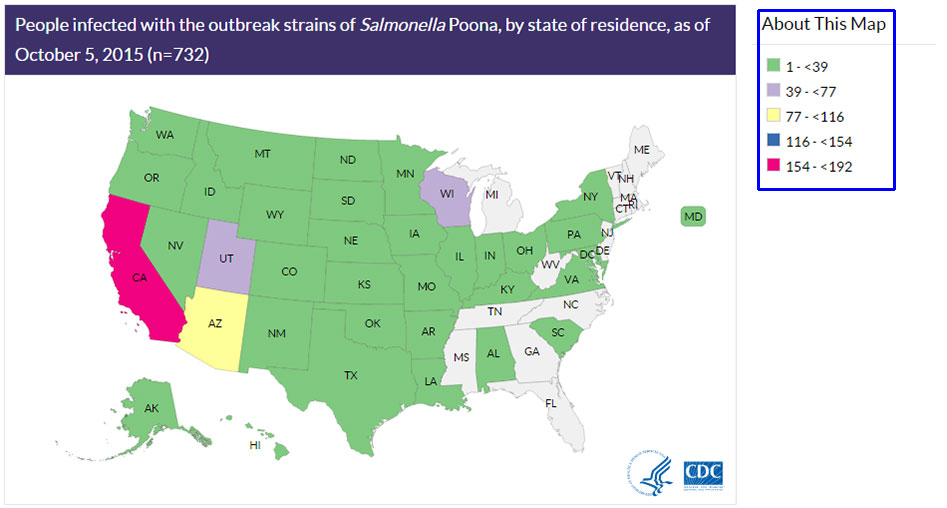 People infected with the outbreak strains of Salmonella Poona, by state of residence, as of
October 5, 2015 (n=732)
About This Map
1 - <39
39 - <77
77 - <116
116 - <154
154 - <192
WA
MT
ND
MN
ME
OR
ID
SD
WI
MI
VT
NH
NY
MA
RI
CT
WY
IA
MD
NV
NE
PA
NJ
UT
CO
IL
IN
OH
DC
DE
CA
KS
MO
WV
VA
KY
AZ
NM
OK
AR
TN
NC
SC
TX
LA
MS
AL
GA
FL
AK
HI
CDC